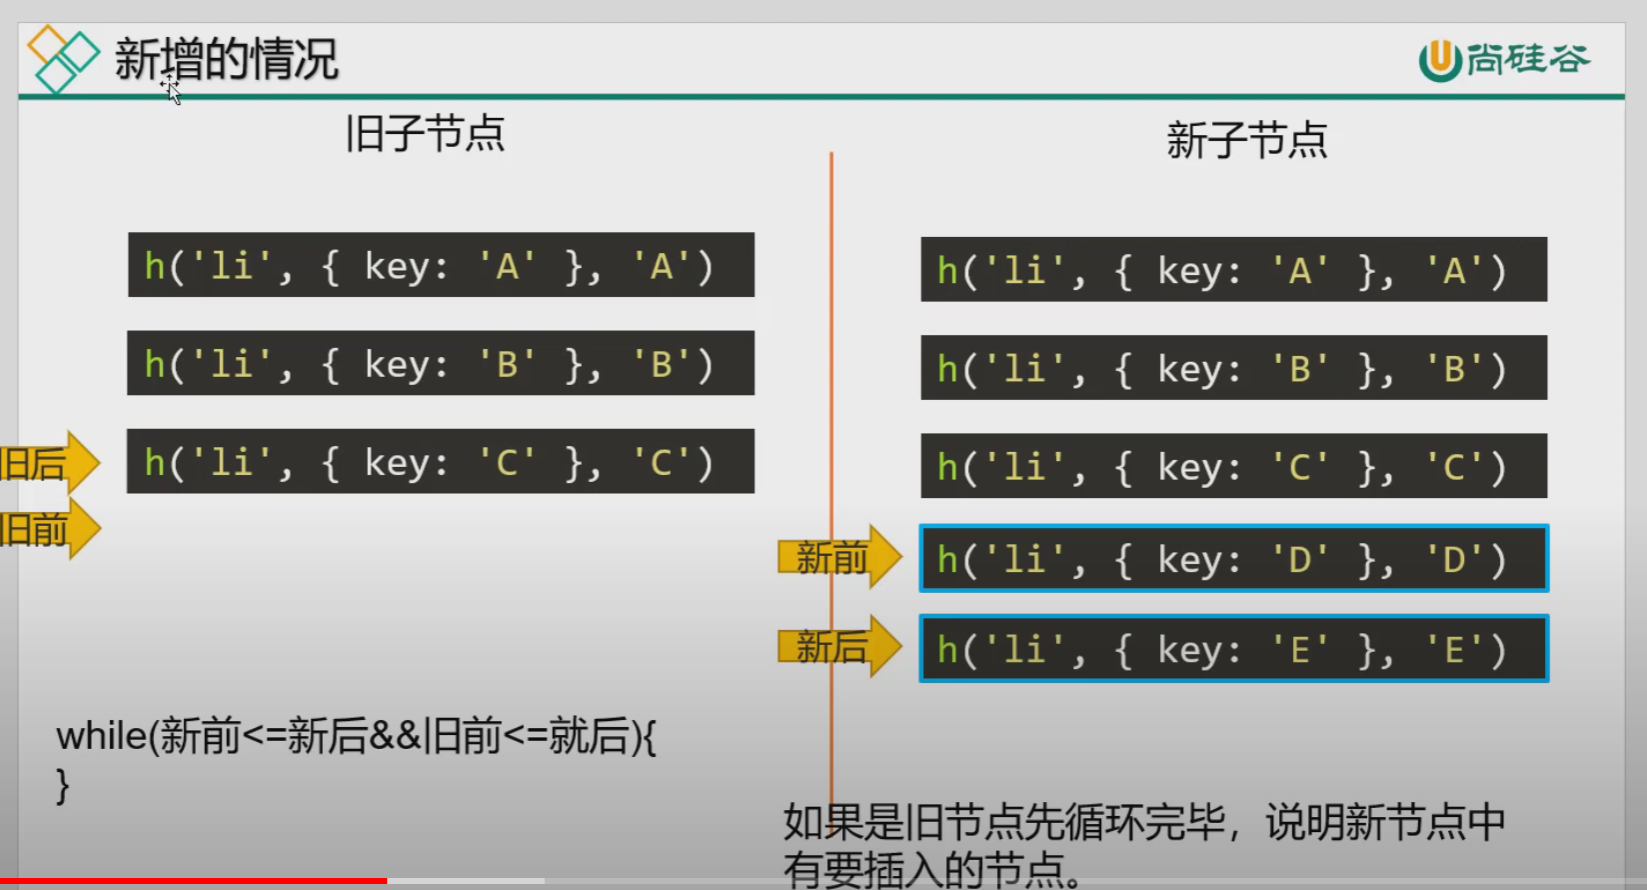 新增的情况
尚硅谷
旧子节点
新子节点
h('li', { key: 'A' }, 'A')
h('li', { key: 'B' }, 'B')
旧后
h('li', { key: 'C' }, 'C')
旧前
h('li', { key: 'A' }, 'A')
h('li', { key: 'B' }, 'B')
h('li', { key: 'C' }, 'C')
新前
h('li', { key: 'D' }, 'D')
新后
h('li', { key: 'E' }, 'E')
while(新前<=新后&&旧前<=就后){
}
如果是旧节点先循环完毕，说明新节点中
有要插入的节点。